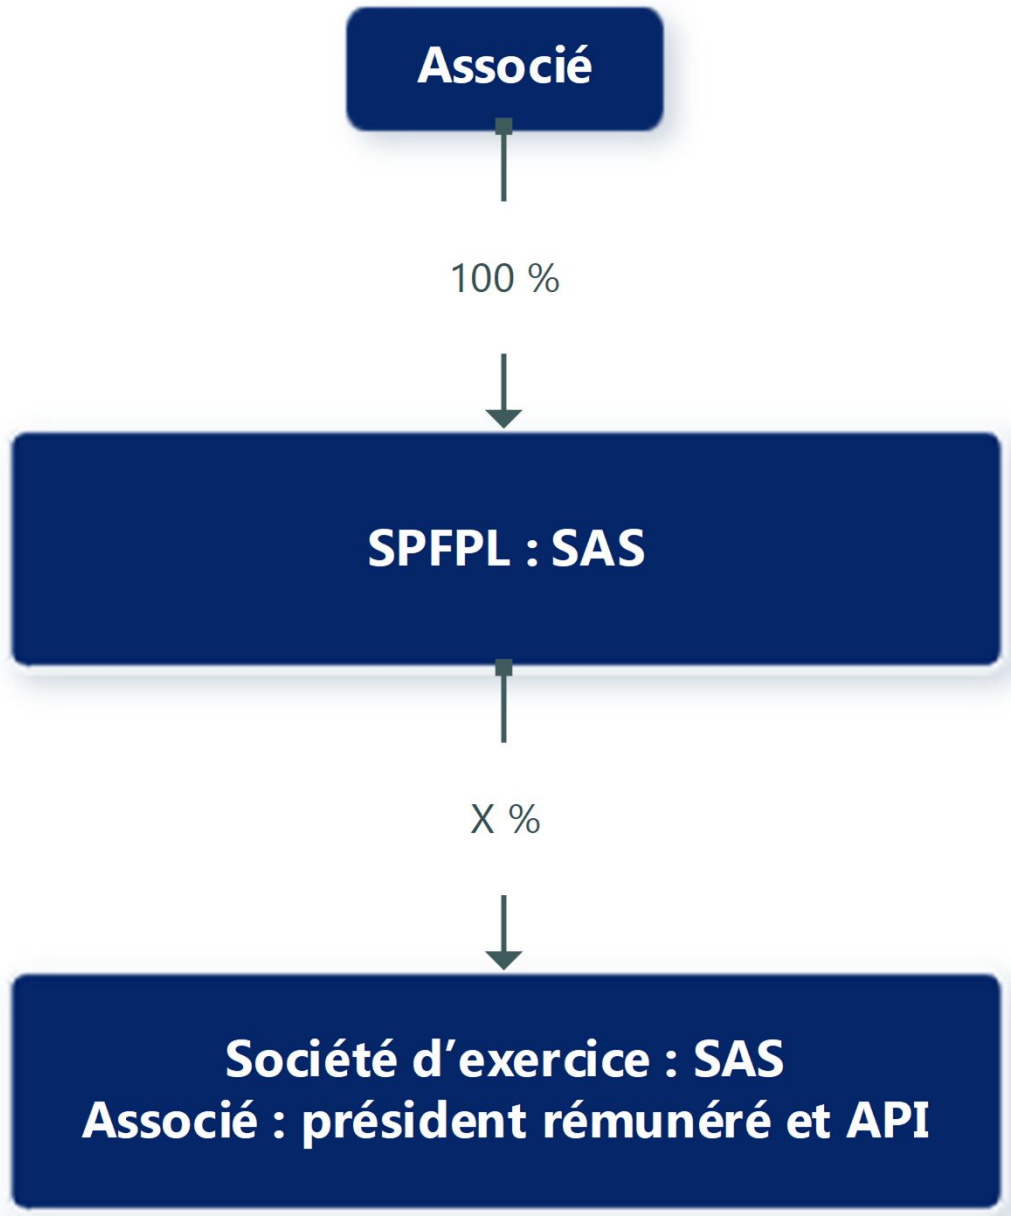 Associé
100 %
SPFPL : SAS
X %
Société d’exercice : SAS
Associé : président rémunéré et API